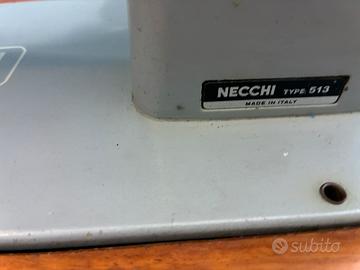 NECCHI TYPE: 513
MADE IN ITALY
subito